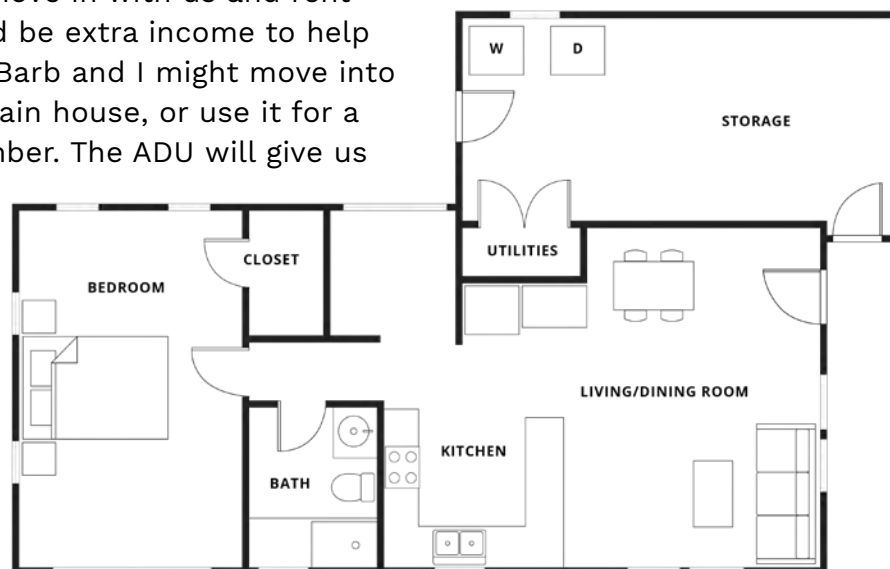 d be extra income to help
Barb and I might move into
ain house, or use it for a
nber. The ADU will give us
W
D
STORAGE
UTILITIES
CLOSET
BEDROOM
LIVING/DINING ROOM
KITCHEN
BATH